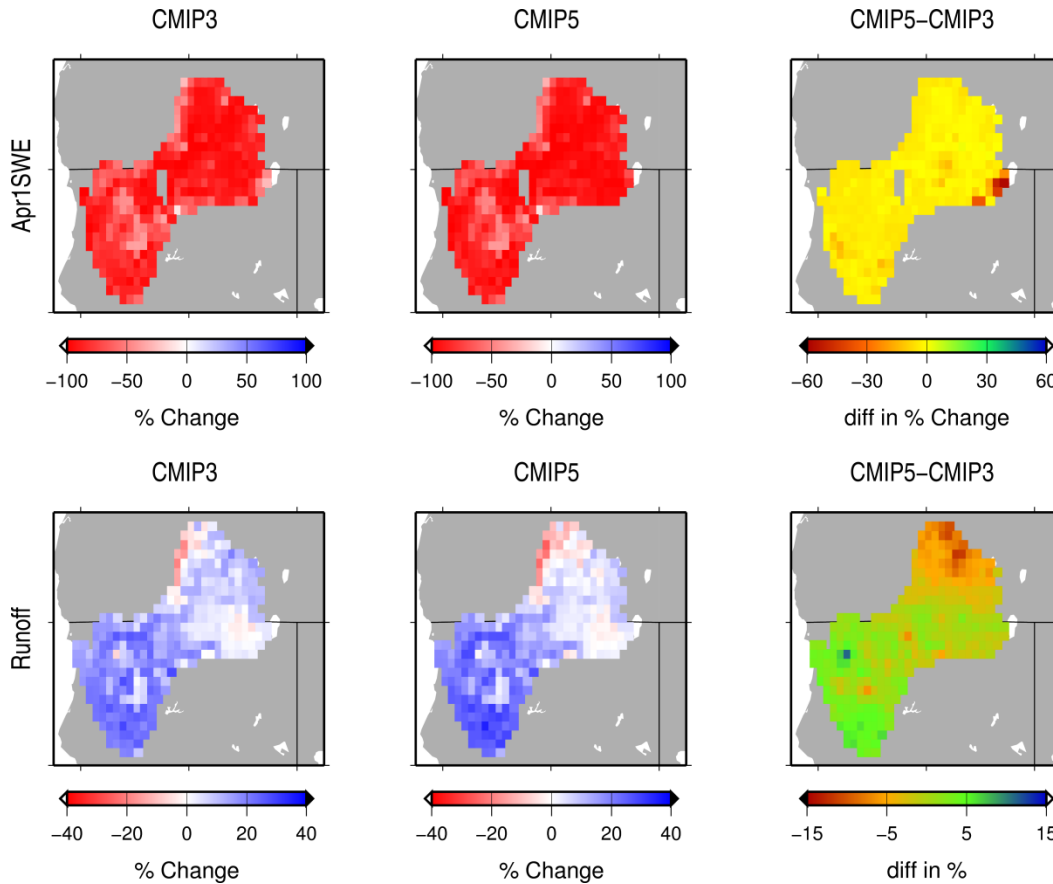 CMIP3 CMIP5 CMIP5−CMIP3
Apr1SWE
−100 −50 0 50 100 −100 −50 0 50 100 −60 −30 0 30 60
% Change % Change diff in % Change
CMIP3 CMIP5 CMIP5−CMIP3
Runoff
−40 −20 0 20 40 −40 −20 0 20 40 −15 −5 5 15
% Change % Change diff in %